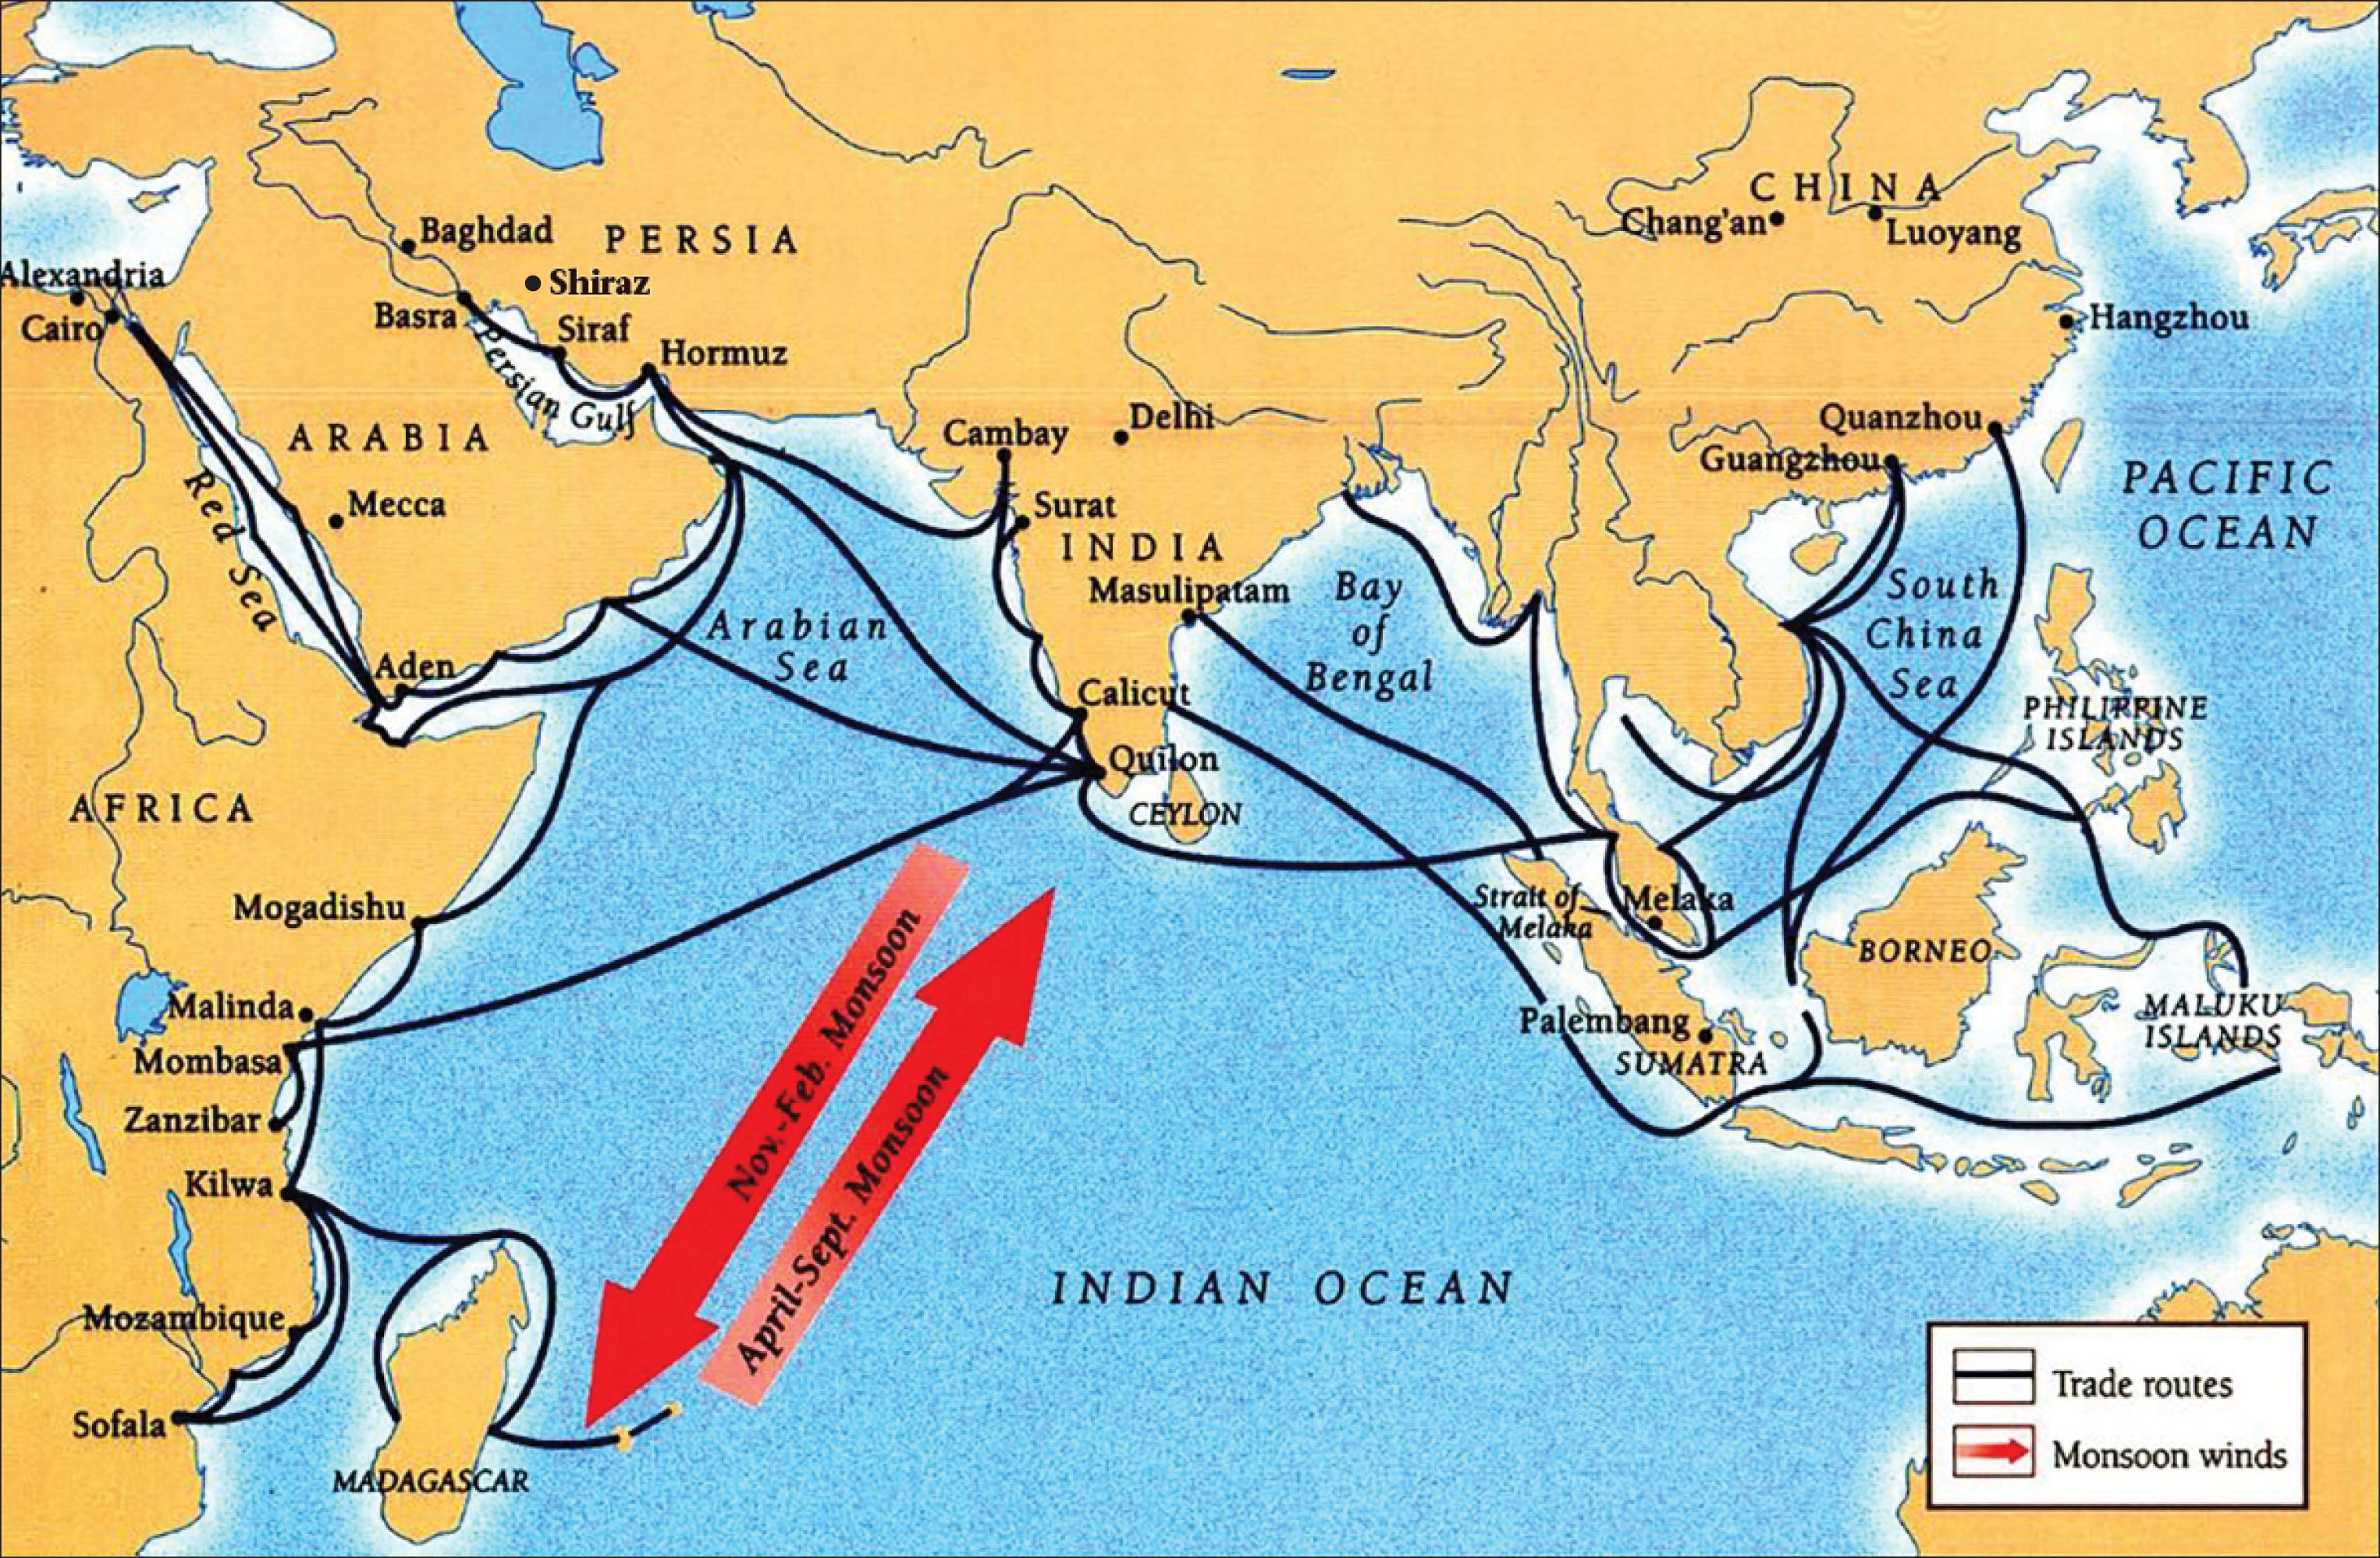 CHINA
Chang'an
Luoyang
Baghdad
PERSIA
Shiraz
Alexandria
Cairo
Basra
Siraf
Hormuz
Persian Gulf
Hangzhou
ARABIA
Cambay
Delhi
Quanzhou
Guangzhou
PACIFIC
OCEAN
Red Sea
Mecca
Surat
INDIA
Masulipatam
Bay
of
Bengal
South
China
Sea
Arabian
Sea
Aden
Calicut
Quilon
CEYLON
PHILIPPINE
ISLANDS
AFRICA
Mogadishu
Strait of
Melaka
Melaka
BORNEO
Malinda
Mombasa
Zanzibar
Kilwa
Nov.-Feb. Monsoon
April-Sept. Monsoon
Palembang
SUMATRA
MALUKU
ISLANDS
INDIAN OCEAN
Mozambique
Sofala
MADAGASCAR
Trade routes
Monsoon winds